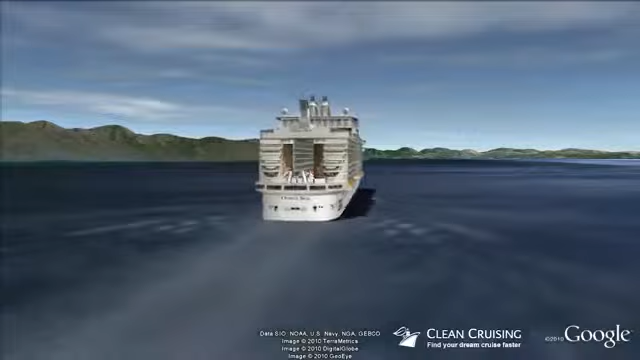 Data SIO, NOAA, U.S. Navy, NGA, GEBCO
Image © 2010 TerraMetrics
Image © 2010 DigitalGlobe
Image © 2010 GeoEye
CLEAN CRUISING
Find your dream cruise faster
©2010 Google